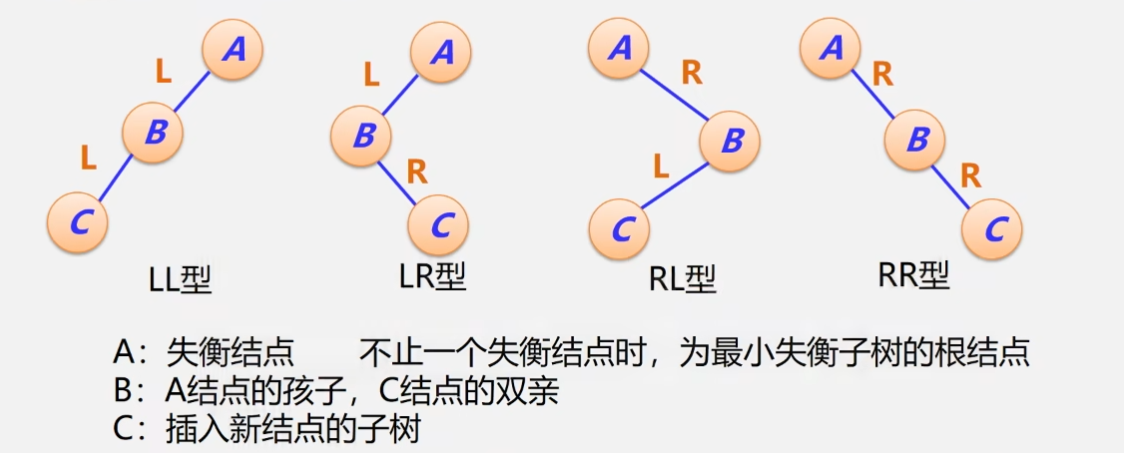 A A A A
L L R R
B B B B
L R L R
C C C C
LL型 LR型 RL型 RR型
A：失衡结点 不止一个失衡结点时，为最小失衡子树的根结点
B：A结点的孩子，C结点的双亲
C：插入新结点的子树